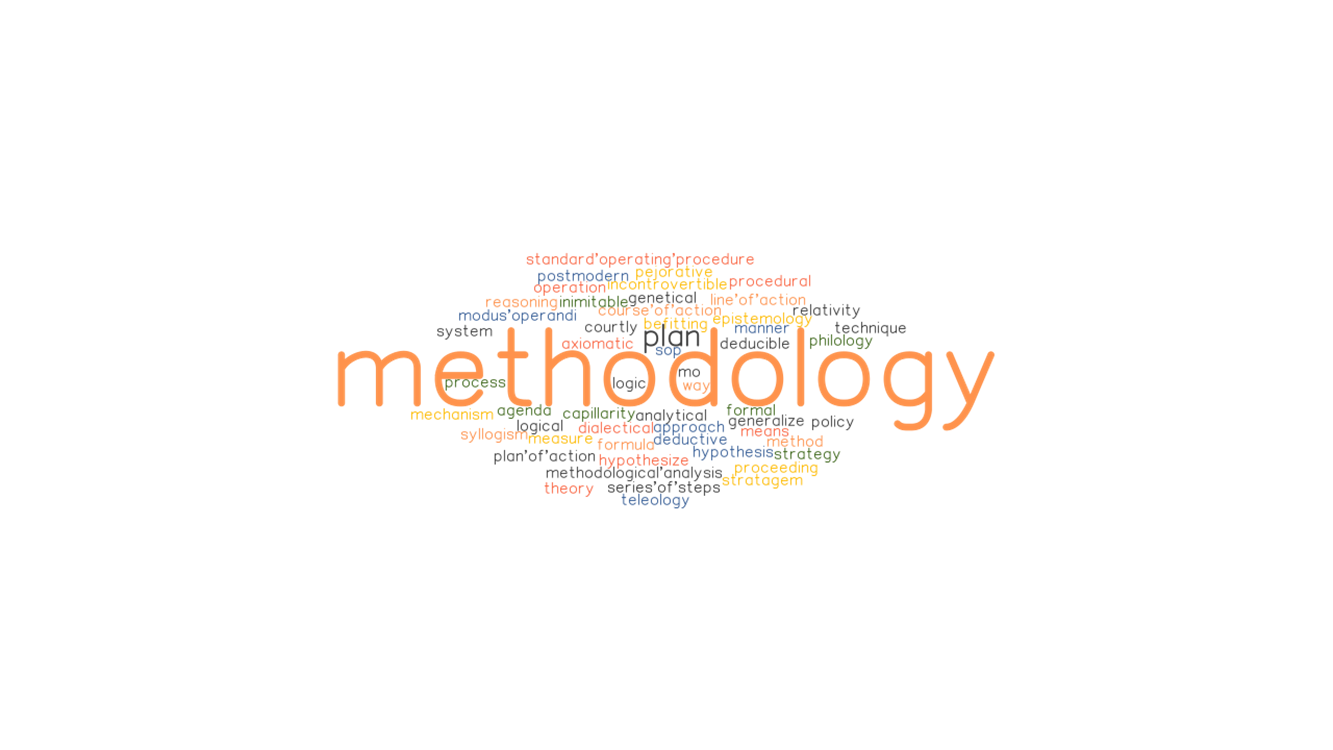 standard'operating'procedure
postmodern pejorative
operation incontrovertible procedural
reasoning inimitable genetical line'of'action
modus'operandi course'of'action relativity
system courtly befitting epistemology manner technique
axiomatic plan deducible philology
sop
methodology
mo
process logic way
mechanism agenda capillarity analytical formal
logical dialectical approach generalize policy
syllogism measure formula deductive means method
plan'of'action hypothesize hypothesis strategy
methodological'analysis proceeding
theory series'of'steps stratagem
teleology